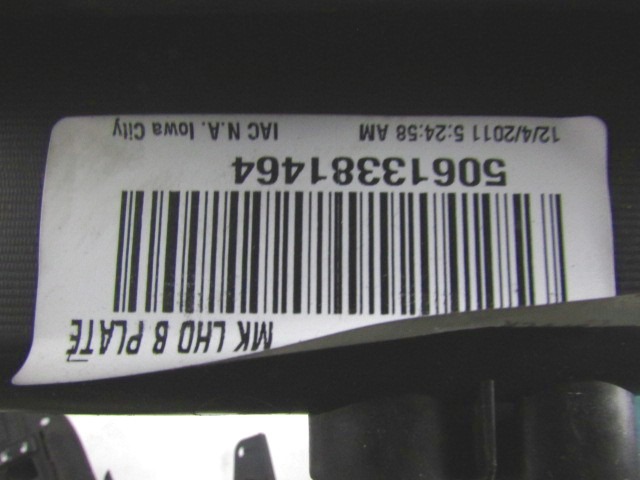 MK LHD B PLATE
50613381464
12/4/2011 5:24:58 AM IAC N.A. Iowa City